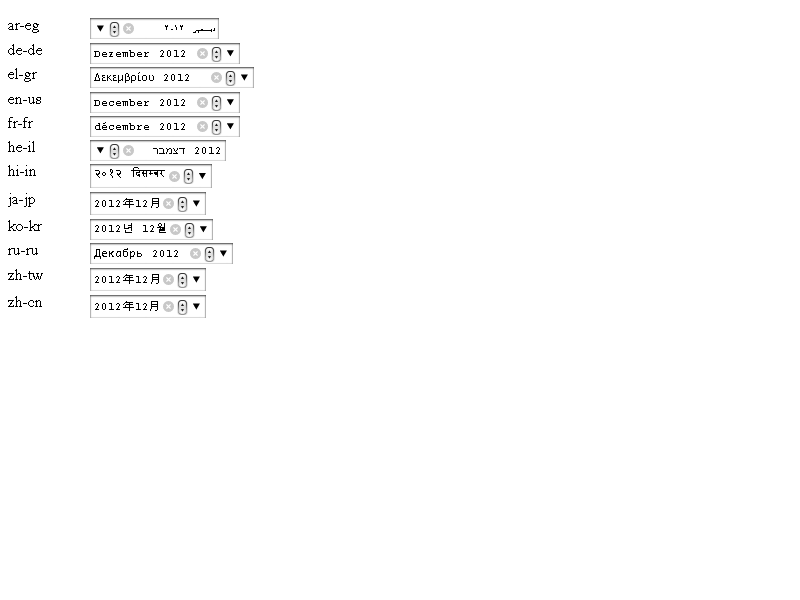 ar-eg ديسمبر ٢٠١٢
de-de Dezember 2012
el-gr Δεκεμβρίου 2012
en-us December 2012
fr-fr décembre 2012
he-il דצמבר 2012
hi-in २०१२ दिसम्बर
ja-jp 2012年12月
ko-kr 2012년 12월
ru-ru Декабрь 2012
zh-tw 2012年12月
zh-cn 2012年12月